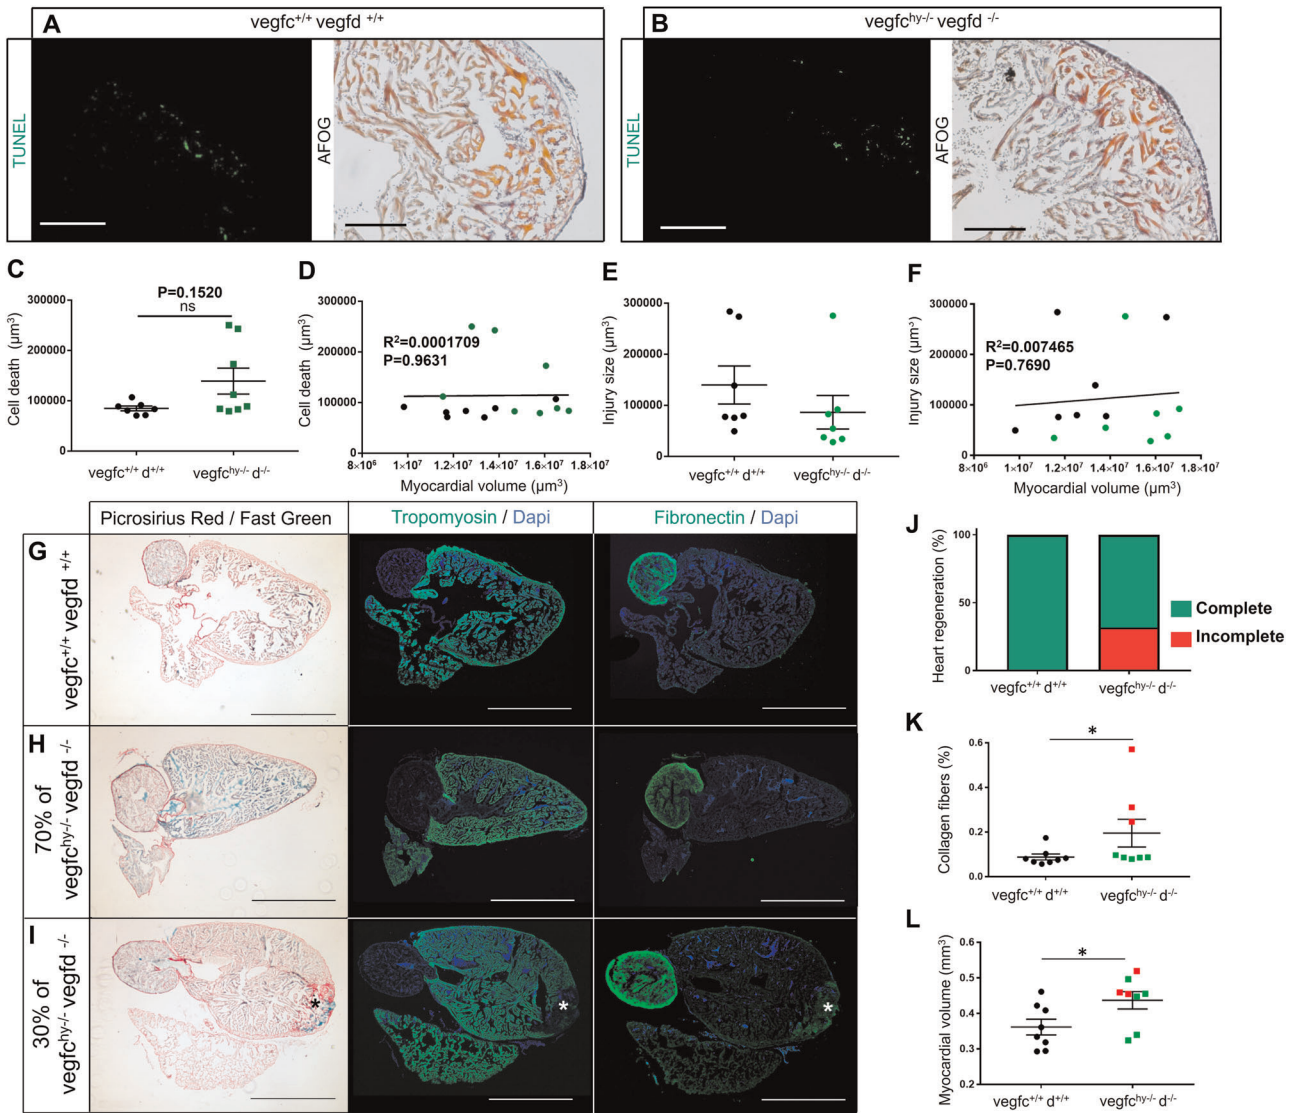 A
vegfc+/+ vegfd +/+
TUNEL
AFOG
B
vegfchy-/- vegfd -/-
TUNEL
AFOG
C
P=0.1520
ns
Cell death (µm3)
300000
200000
100000
0
vegfc+/+ d+/+
vegfchy-/- d-/-
D
R2=0.0001709
P=0.9631
Cell death (µm3)
300000
200000
100000
0
8×106
1×107
1.2×107
1.4×107
1.6×107
1.8×107
Myocardial volume (µm3)
E
Injury size (µm3)
300000
200000
100000
0
vegfc+/+ d+/+
vegfchy-/- d-/-
F
R2=0.007465
P=0.7690
Injury size (µm3)
300000
200000
100000
0
8×106
1×107
1.2×107
1.4×107
1.6×107
1.8×107
Myocardial volume (µm3)
Picrosirius Red / Fast Green
Tropomyosin / Dapi
Fibronectin / Dapi
G
vegfc+/+ vegfd +/+
H
70% of
vegfchy-/- vegfd -/-
I
30% of
vegfchy-/- vegfd -/-
*
*
*
J
Heart regeneration (%)
100
50
0
vegfc+/+ d+/+
vegfchy-/- d-/-
Complete
Incomplete
K
*
Collagen fibers (%)
0.6
0.4
0.2
0.0
vegfc+/+ d+/+
vegfchy-/- d-/-
L
*
Myocardial volume (mm3)
0.6
0.5
0.4
0.3
0.2
vegfc+/+ d+/+
vegfchy-/- d-/-